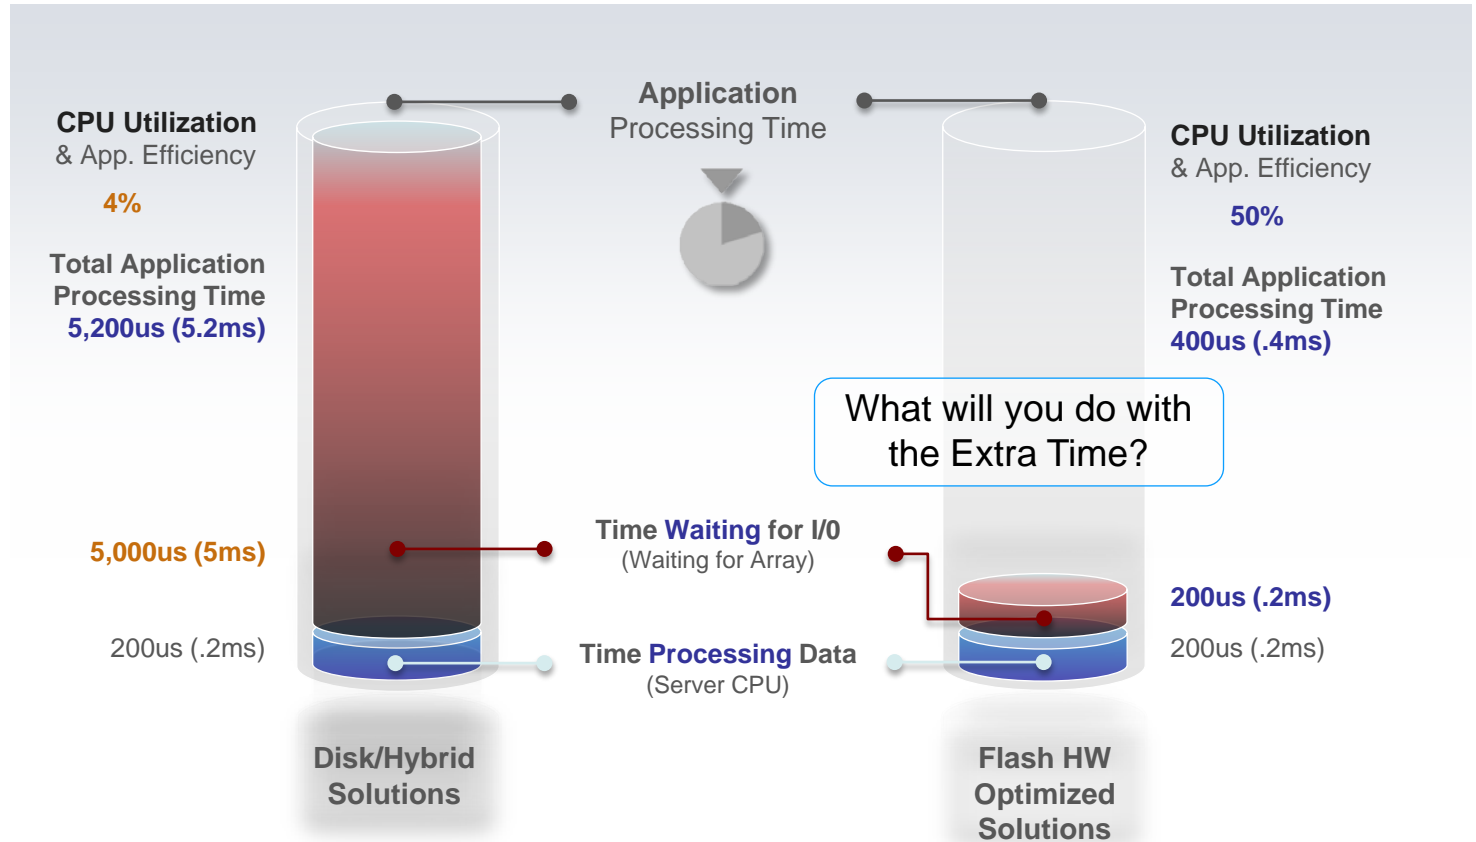 Application
Processing Time
CPU Utilization
& App. Efficiency
4%
Total Application
Processing Time
5,200us (5.2ms)
5,000us (5ms)
200us (.2ms)
CPU Utilization
& App. Efficiency
50%
Total Application
Processing Time
400us (.4ms)
What will you do with
the Extra Time?
Time Waiting for I/0
(Waiting for Array)
200us (.2ms)
200us (.2ms)
Time Processing Data
(Server CPU)
Disk/Hybrid
Solutions
Flash HW
Optimized
Solutions